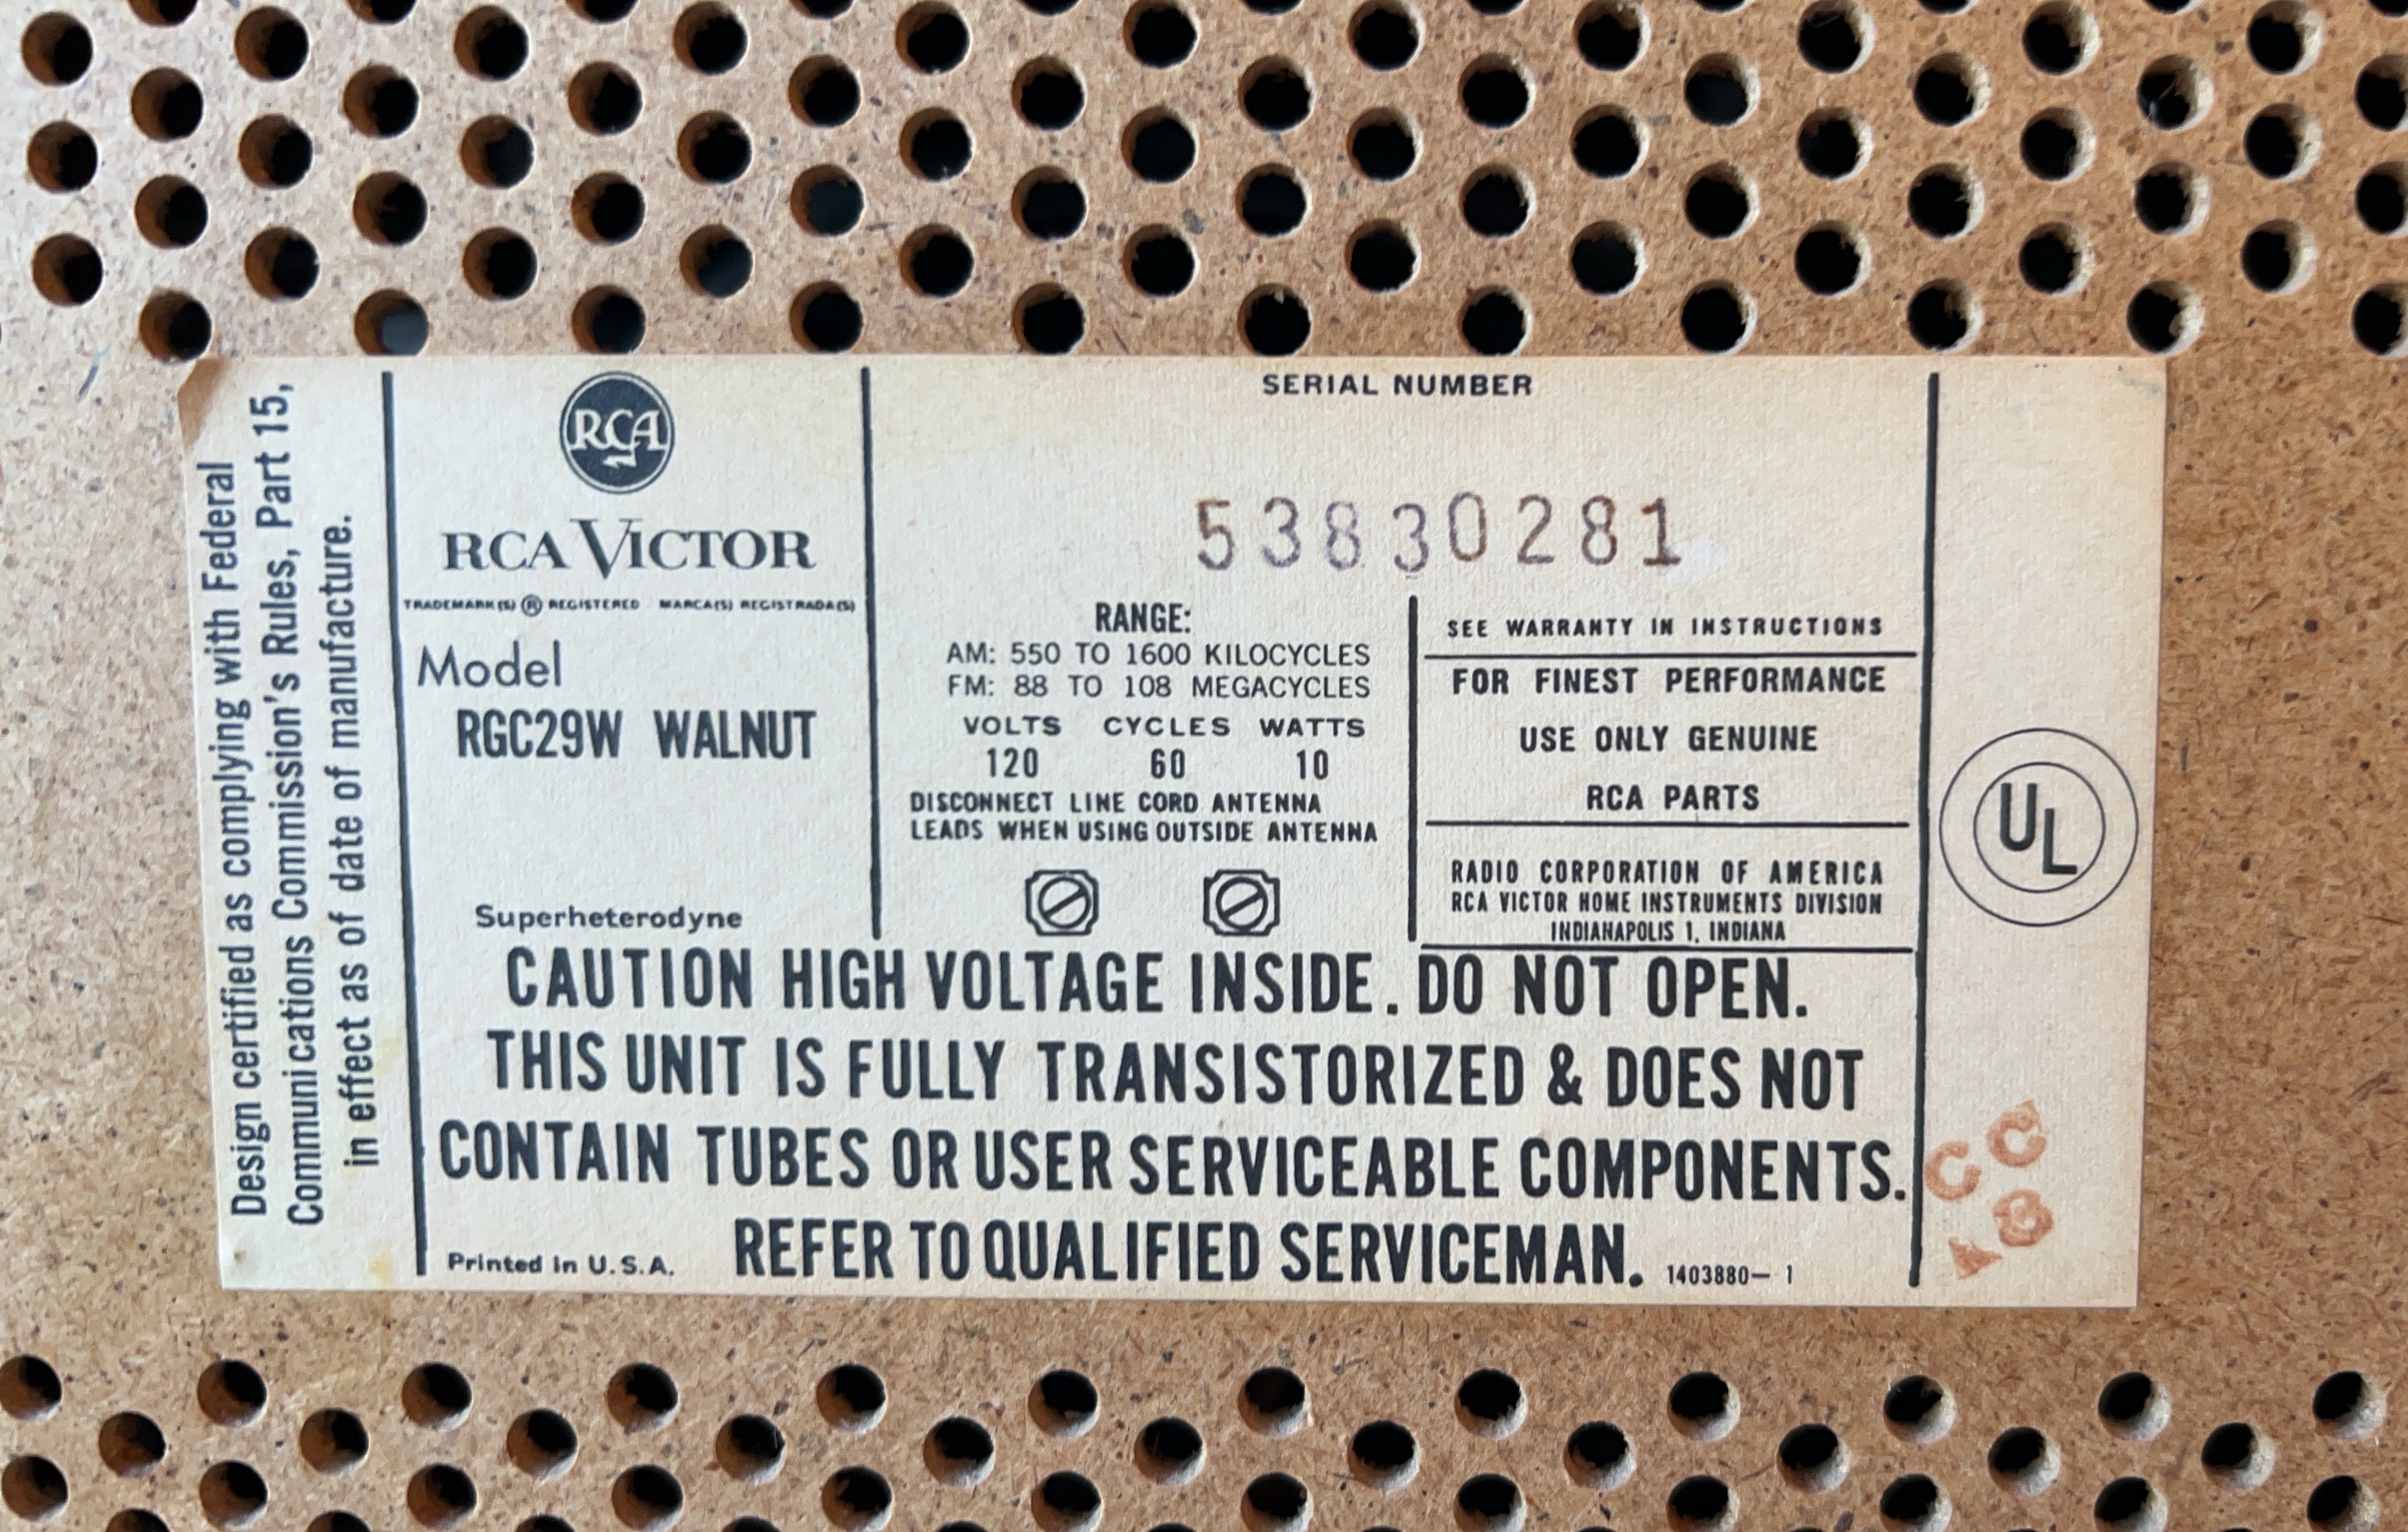 Design certified as complying with Federal
Communications Commission's Rules, Part 15,
in effect as of date of manufacture.
RCA
RCA VICTOR
TRADEMARK(S) ® REGISTERED MARCA(S) REGISTRADA(S)
Model
RGC29W WALNUT
Superheterodyne
SERIAL NUMBER
53830281
RANGE:
AM: 550 TO 1600 KILOCYCLES
FM: 88 TO 108 MEGACYCLES
VOLTS CYCLES WATTS
120 60 10
DISCONNECT LINE CORD ANTENNA
LEADS WHEN USING OUTSIDE ANTENNA
SEE WARRANTY IN INSTRUCTIONS
FOR FINEST PERFORMANCE
USE ONLY GENUINE
RCA PARTS
RADIO CORPORATION OF AMERICA
RCA VICTOR HOME INSTRUMENTS DIVISION
INDIANAPOLIS 1, INDIANA
UL
CAUTION HIGH VOLTAGE INSIDE. DO NOT OPEN.
THIS UNIT IS FULLY TRANSISTORIZED & DOES NOT
CONTAIN TUBES OR USER SERVICEABLE COMPONENTS.
REFER TO QUALIFIED SERVICEMAN.
Printed in U.S.A.
1403880- 1
CC